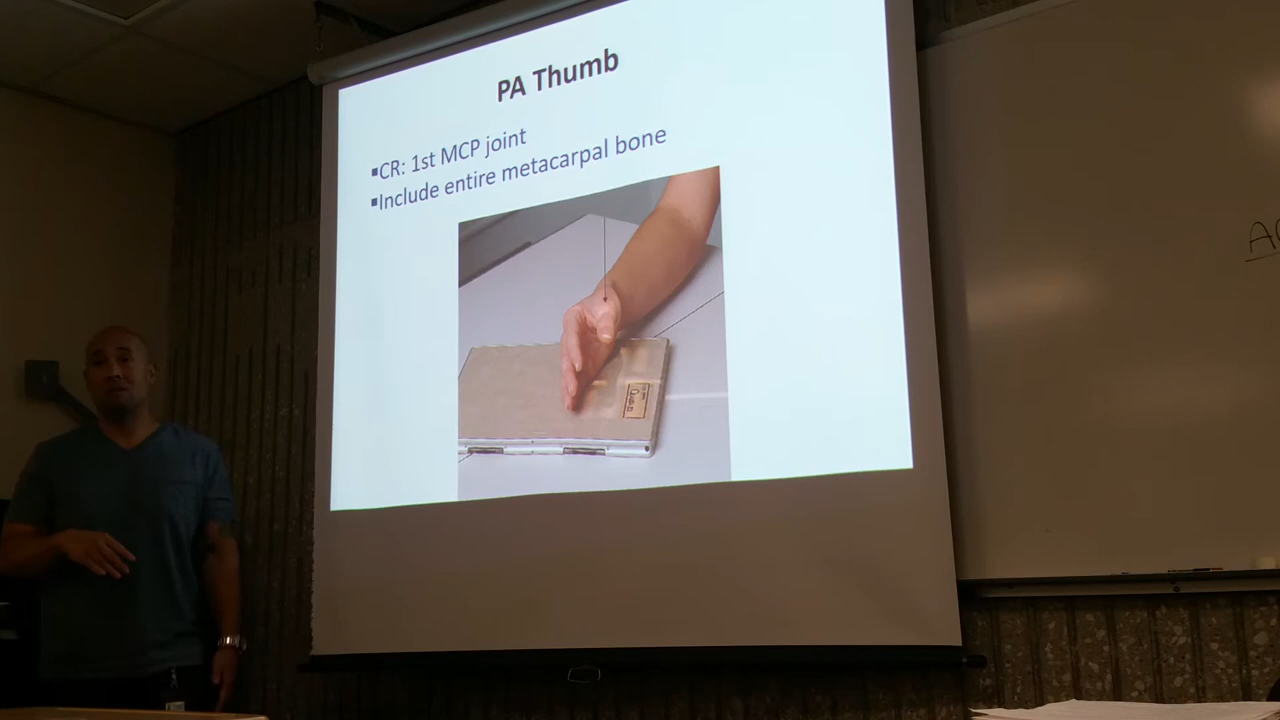 PA Thumb
▪CR: 1st MCP joint
▪Include entire metacarpal bone